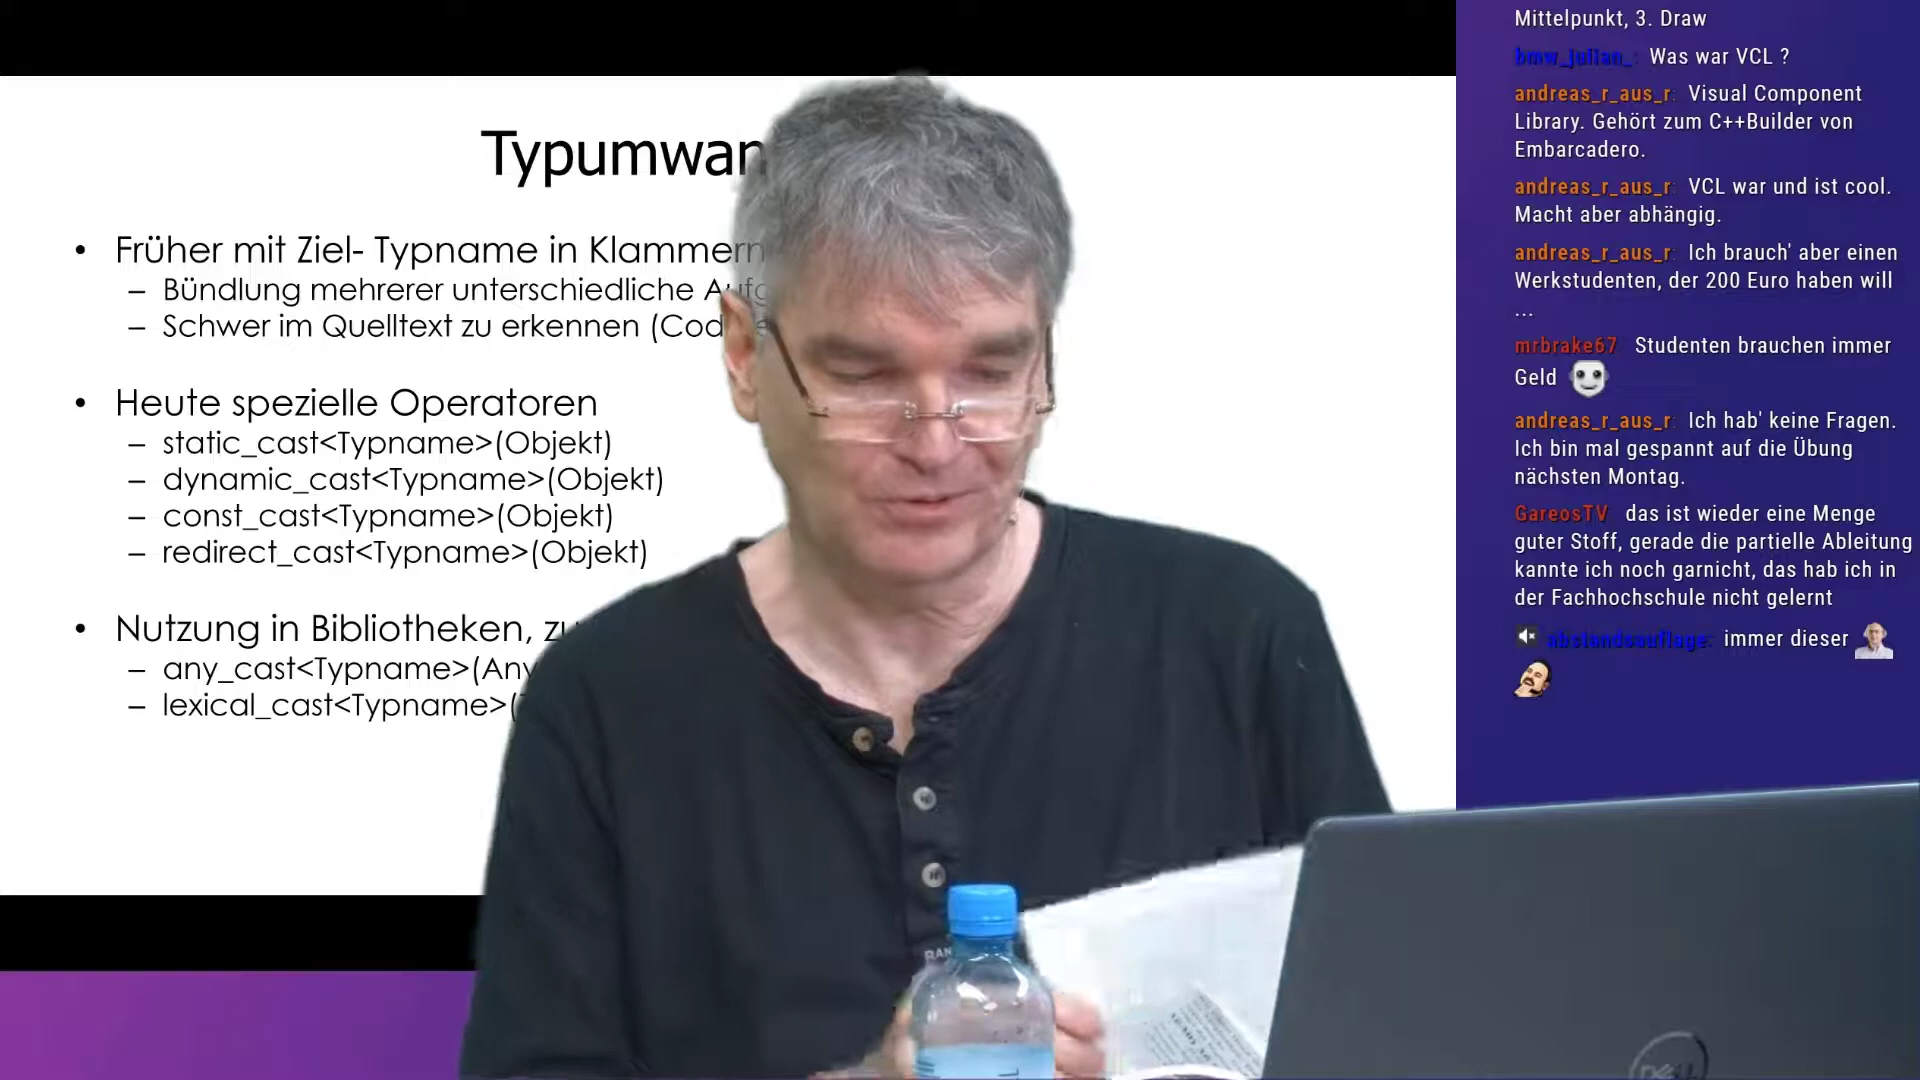 Typumwan
Früher mit Ziel- Typname in Klammern
Bündlung mehrerer unterschiedliche Aufg
Schwer im Quelltext zu erkennen (Cod
Heute spezielle Operatoren
static_cast<Typname>(Objekt)
dynamic_cast<Typname>(Objekt)
const_cast<Typname>(Objekt)
redirect_cast<Typname>(Objekt)
Nutzung in Bibliotheken, zu
any_cast<Typname>(Any
lexical_cast<Typname>(
RAN
DELL
Mittelpunkt, 3. Draw
bmw_julian_: Was war VCL ?
andreas_r_aus_r: Visual Component
Library. Gehört zum C++Builder von
Embarcadero.
andreas_r_aus_r: VCL war und ist cool.
Macht aber abhängig.
andreas_r_aus_r: Ich brauch' aber einen
Werkstudenten, der 200 Euro haben will
...
mrbrake67 Studenten brauchen immer
Geld
andreas_r_aus_r: Ich hab' keine Fragen.
Ich bin mal gespannt auf die Übung
nächsten Montag.
GareosTV das ist wieder eine Menge
guter Stoff, gerade die partielle Ableitung
kannte ich noch garnicht, das hab ich in
der Fachhochschule nicht gelernt
abstandsauflage: immer dieser